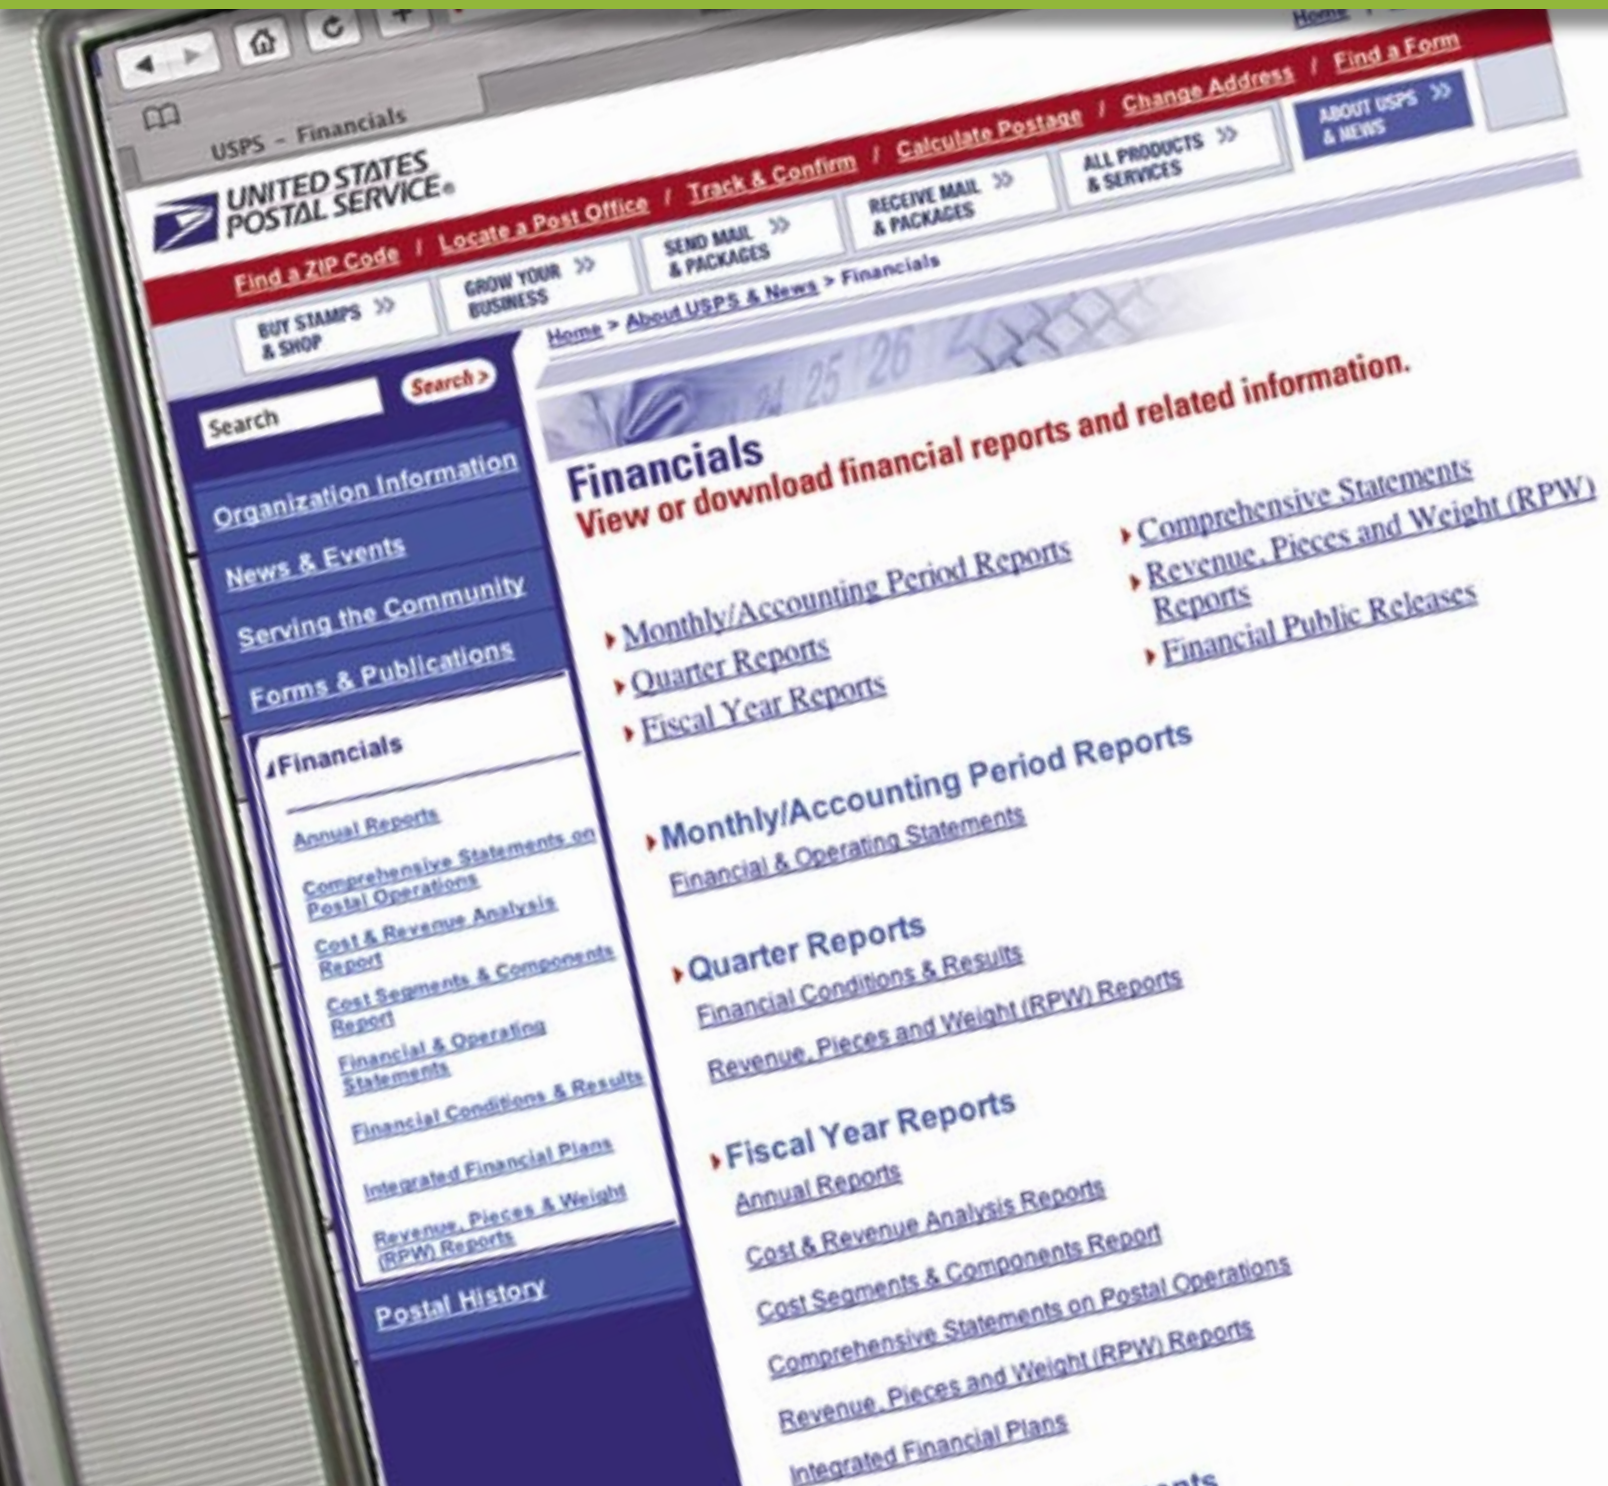 Home
USPS - Financials
UNITED STATES
POSTAL SERVICE®
Find a ZIP Code / Locate a Post Office / Track & Confirm / Calculate Postage / Change Address / Find a Form
BUY STAMPS >>
& SHOP
GROW YOUR >>
BUSINESS
SEND MAIL >>
& PACKAGES
RECEIVE MAIL >>
& PACKAGES
ALL PRODUCTS >>
& SERVICES
ABOUT USPS >>
& NEWS
Home > About USPS & News > Financials
Search
Search >
Organization Information
News & Events
Serving the Community
Forms & Publications
Financials
Annual Reports
Comprehensive Statements on
Postal Operations
Cost & Revenue Analysis
Report
Cost Segments & Components
Report
Financial & Operating
Statements
Financial Conditions & Results
Integrated Financial Plans
Revenue, Pieces & Weight
(RPW) Reports
Postal History
24 25 26
Financials
View or download financial reports and related information.
Monthly/Accounting Period Reports
Quarter Reports
Fiscal Year Reports
Comprehensive Statements
Revenue, Pieces and Weight (RPW)
Reports
Financial Public Releases
Monthly/Accounting Period Reports
Financial & Operating Statements
Quarter Reports
Financial Conditions & Results
Revenue, Pieces and Weight (RPW) Reports
Fiscal Year Reports
Annual Reports
Cost & Revenue Analysis Reports
Cost Segments & Components Report
Comprehensive Statements on Postal Operations
Revenue, Pieces and Weight (RPW) Reports
Integrated Financial Plans